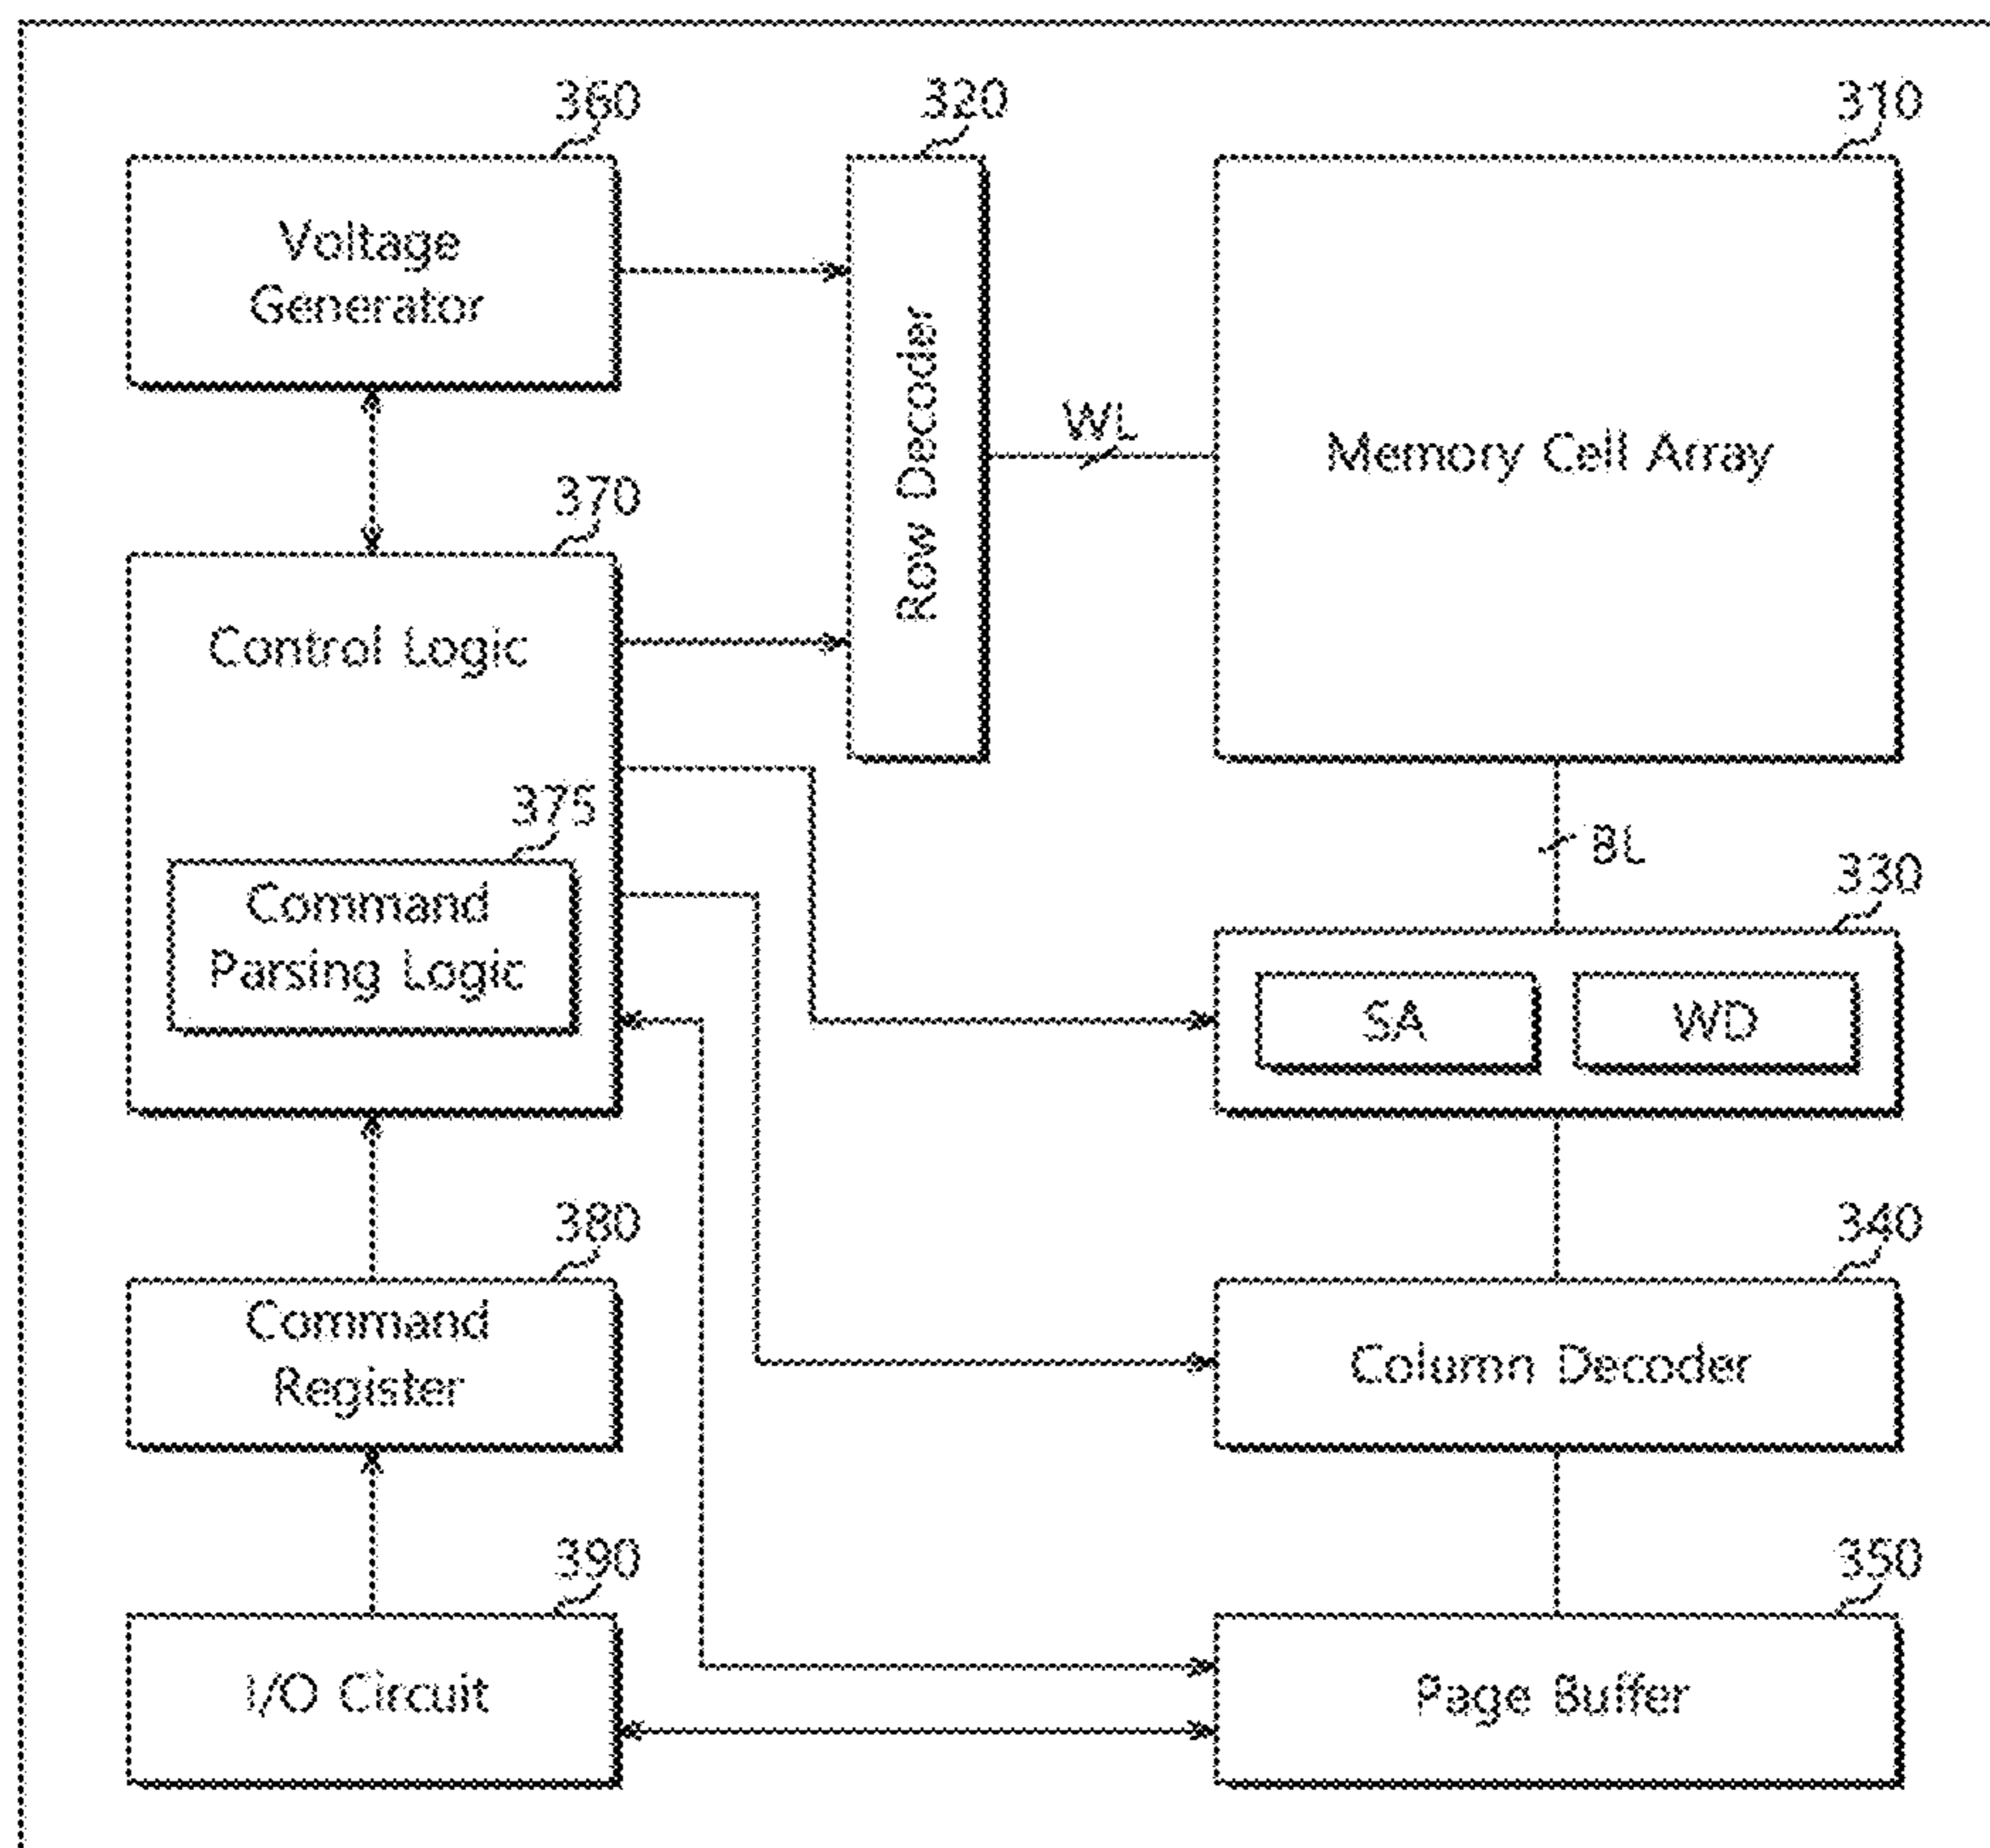 360
320
310
Voltage
Generator
Row Decoder
WL
Memory Cell Array
370
Control Logic
375
Command
Parsing Logic
BL
330
SA
WD
380
Command
Register
340
Column Decoder
390
I/O Circuit
350
Page Buffer